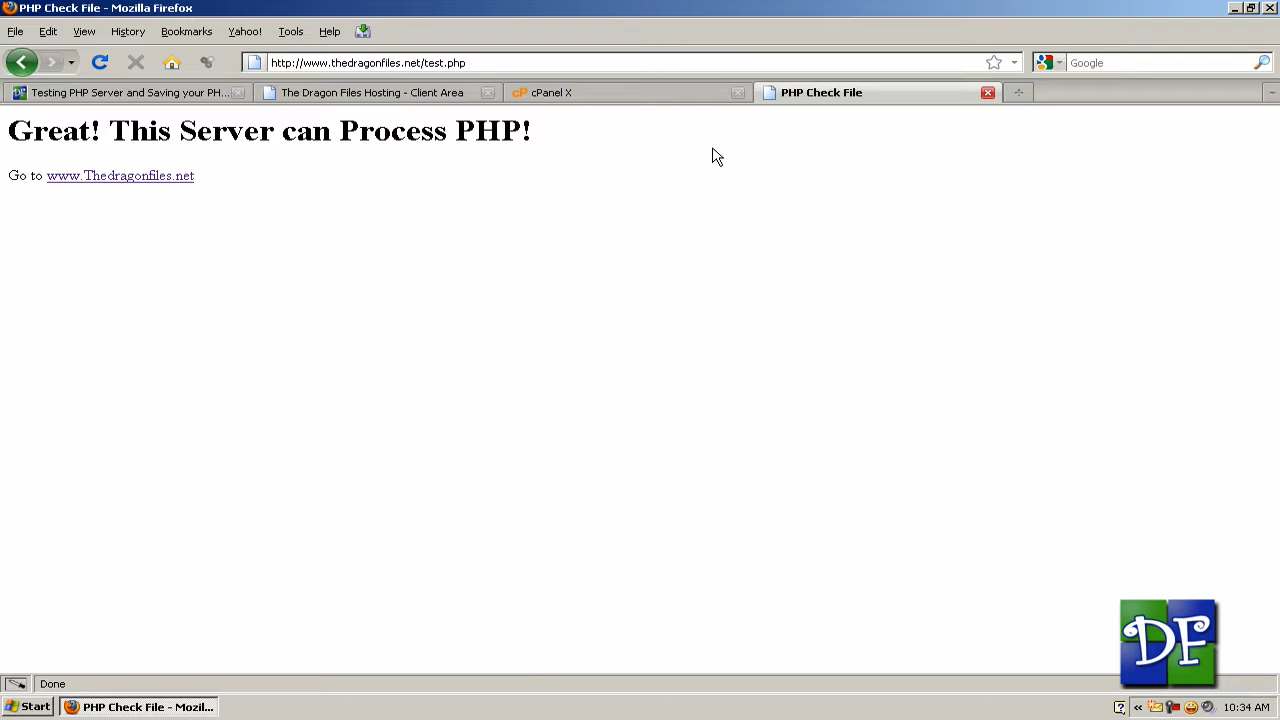 PHP Check File - Mozilla Firefox
File Edit View History Bookmarks Yahoo! Tools Help
http://www.thedragonfiles.net/test.php
Google
Testing PHP Server and Saving your PH...
The Dragon Files Hosting - Client Area
cP cPanel X
PHP Check File
Great! This Server can Process PHP!
Go to www.Thedragonfiles.net
DF
Done
Start
PHP Check File - Mozil...
10:34 AM